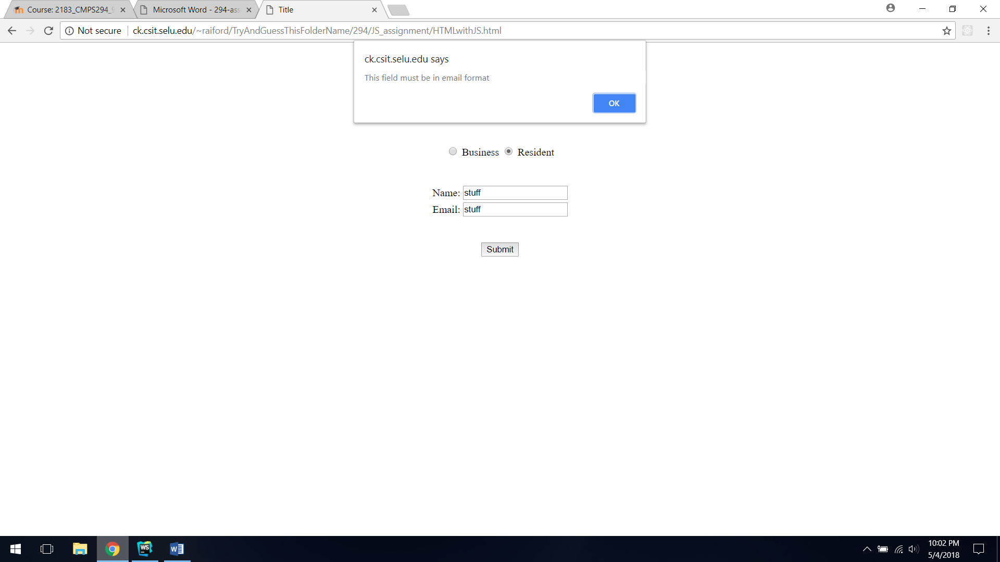 Course: 2183_CMPS294_
Microsoft Word - 294-ass
Title
Not secure
ck.csit.selu.edu/~raiford/TryAndGuessThisFolderName/294/JS_assignment/HTMLwithJS.html
ck.csit.selu.edu says
This field must be in email format
OK
Business Resident
Name: stuff
Email: stuff
Submit
WS
W
10:02 PM
5/4/2018